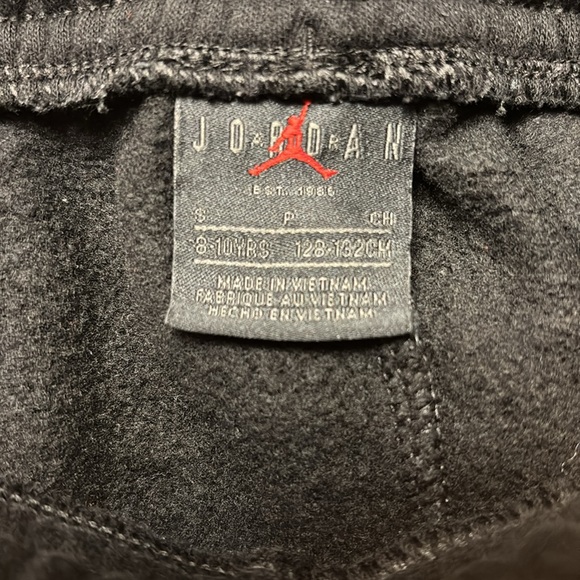 JORDAN
EST. 1985
S P CH
8-10YRS 128-132CM
MADE IN VIETNAM
FABRIQUE AU VIETNAM
HECHO EN VIETNAM